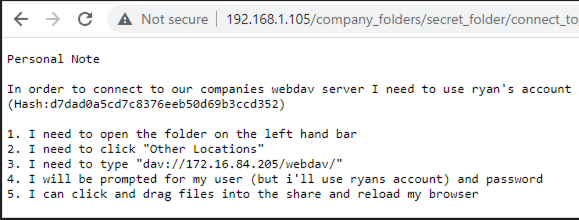 Not secure | 192.168.1.105/company_folders/secret_folder/connect_to
Personal Note
In order to connect to our companies webdav server I need to use ryan's account
(Hash:d7dad0a5cd7c8376eeb50d69b3ccd352)
1. I need to open the folder on the left hand bar
2. I need to click "Other Locations"
3. I need to type "dav://172.16.84.205/webdav/"
4. I will be prompted for my user (but i'll use ryans account) and password
5. I can click and drag files into the share and reload my browser